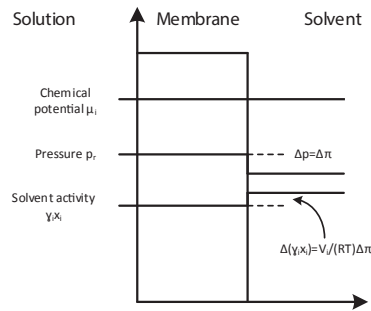 Solution Membrane Solvent
Chemical
potential μᵢ
Pressure pᵣ
Δp=Δπ
Solvent activity
γᵢxᵢ
Δ(γᵢxᵢ)=Vᵢ/(RT)Δπ